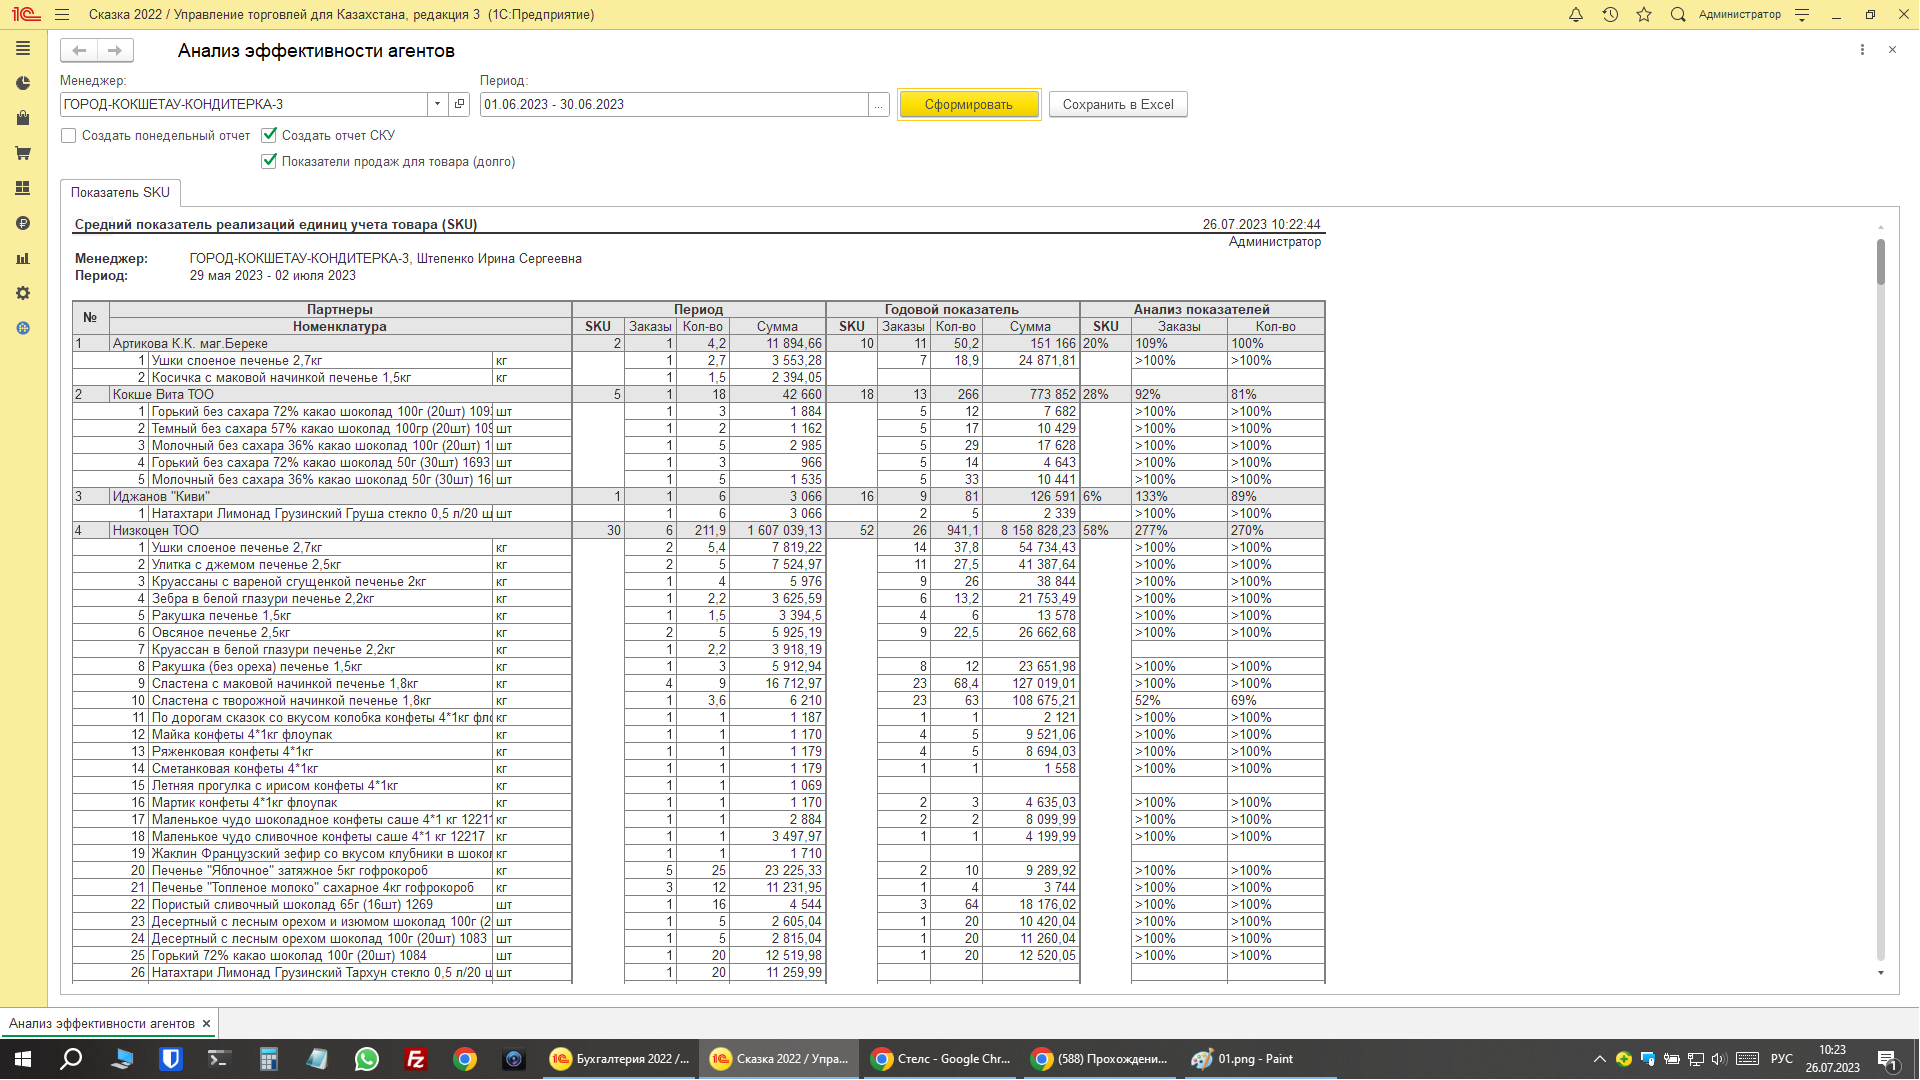 Сказка 2022 / Управление торговлей для Казахстана, редакция 3 (1С:Предприятие)
Администратор
Анализ эффективности агентов
Менеджер:
Период:
ГОРОД-КОКШЕТАУ-КОНДИТЕРКА-3
01.06.2023 - 30.06.2023
...
Сформировать
Сохранить в Excel
Создать понедельный отчет
Создать отчет СКУ
Показатели продаж для товара (долго)
Показатель SKU
Средний показатель реализаций единиц учета товара (SKU) 26.07.2023 10:22:44
Администратор
Менеджер: ГОРОД-КОКШЕТАУ-КОНДИТЕРКА-3, Штепенко Ирина Сергеевна
Период: 29 мая 2023 - 02 июля 2023
№ Партнеры Период Годовой показатель Анализ показателей
Номенклатура SKU Заказы Кол-во Сумма SKU Заказы Кол-во Сумма SKU Заказы Кол-во
1 Артикова К.К. маг.Береке 2 1 4,2 11 894,66 10 11 50,2 151 166 20% 109% 100%
1 Ушки слоеное печенье 2,7кг кг 1 2,7 3 553,28 7 18,9 24 871,81 >100% >100%
2 Косичка с маковой начинкой печенье 1,5кг кг 1 1,5 2 394,05
2 Кокше Вита ТОО 5 1 18 42 660 18 13 266 773 852 28% 92% 81%
1 Горький без сахара 72% какао шоколад 100г (20шт) 109 шт 1 3 1 884 5 12 7 682 >100% >100%
2 Темный без сахара 57% какао шоколад 100гр (20шт) 109 шт 1 2 1 162 5 17 10 429 >100% >100%
3 Молочный без сахара 36% какао шоколад 100г (20шт) 1 шт 1 5 2 985 5 29 17 628 >100% >100%
4 Горький без сахара 72% какао шоколад 50г (30шт) 1693 шт 1 3 966 5 14 4 643 >100% >100%
5 Молочный без сахара 36% какао шоколад 50г (30шт) 16 шт 1 5 1 535 5 33 10 441 >100% >100%
3 Иджанов "Киви" 1 1 6 3 066 16 9 81 126 591 6% 133% 89%
1 Натахтари Лимонад Грузинский Груша стекло 0,5 л/20 ш шт 1 6 3 066 2 5 2 339 >100% >100%
4 Низкоцен ТОО 30 6 211,9 1 607 039,13 52 26 941,1 8 158 828,23 58% 277% 270%
1 Ушки слоеное печенье 2,7кг кг 2 5,4 7 819,22 14 37,8 54 734,43 >100% >100%
2 Улитка с джемом печенье 2,5кг кг 2 5 7 524,97 11 27,5 41 387,64 >100% >100%
3 Круассаны с вареной сгущенкой печенье 2кг кг 1 4 5 976 9 26 38 844 >100% >100%
4 Зебра в белой глазури печенье 2,2кг кг 1 2,2 3 625,59 6 13,2 21 753,49 >100% >100%
5 Ракушка печенье 1,5кг кг 1 1,5 3 394,5 4 6 13 578 >100% >100%
6 Овсяное печенье 2,5кг кг 2 5 5 925,19 9 22,5 26 662,68 >100% >100%
7 Круассан в белой глазури печенье 2,2кг кг 1 2,2 3 918,19
8 Ракушка (без ореха) печенье 1,5кг кг 1 3 5 912,94 8 12 23 651,98 >100% >100%
9 Сластена с маковой начинкой печенье 1,8кг кг 4 9 16 712,97 23 68,4 127 019,01 >100% >100%
10 Сластена с творожной начинкой печенье 1,8кг кг 1 3,6 6 210 23 63 108 675,21 52% 69%
11 По дорогам сказок со вкусом колобка конфеты 4*1кг фло кг 1 1 1 187 1 1 2 121 >100% >100%
12 Майка конфеты 4*1кг флоупак кг 1 1 1 170 4 5 9 521,06 >100% >100%
13 Ряженковая конфеты 4*1кг кг 1 1 1 179 4 5 8 694,03 >100% >100%
14 Сметанковая конфеты 4*1кг кг 1 1 1 179 1 1 1 558 >100% >100%
15 Летняя прогулка с ирисом конфеты 4*1кг кг 1 1 1 069
16 Мартик конфеты 4*1кг флоупак кг 1 1 1 170 2 3 4 635,03 >100% >100%
17 Маленькое чудо шоколадное конфеты саше 4*1 кг 1221 кг 1 1 2 884 2 2 8 099,99 >100% >100%
18 Маленькое чудо сливочное конфеты саше 4*1 кг 12217 кг 1 1 3 497,97 1 1 4 199,99 >100% >100%
19 Жаклин Французский зефир со вкусом клубники в шокол кг 1 1 1 710
20 Печенье "Яблочное" затяжное 5кг гофрокороб кг 5 25 23 225,33 2 10 9 289,92 >100% >100%
21 Печенье "Топленое молоко" сахарное 4кг гофрокороб кг 3 12 11 231,95 1 4 3 744 >100% >100%
22 Пористый сливочный шоколад 65г (16шт) 1269 шт 1 16 4 544 3 64 18 176,02 >100% >100%
23 Десертный с лесным орехом и изюмом шоколад 100г (2 шт 1 5 2 605,04 1 20 10 420,04 >100% >100%
24 Десертный с лесным орехом шоколад 100г (20шт) 1083 шт 1 5 2 815,04 1 20 11 260,04 >100% >100%
25 Горький 72% какао шоколад 100г (20шт) 1084 шт 1 20 12 519,98 1 20 12 520,05 >100% >100%
26 Натахтари Лимонад Грузинский Тархун стекло 0,5 л/20 ш шт 1 20 11 259,99
Анализ эффективности агентов ×
Бухгалтерия 2022 /...
Сказка 2022 / Упра...
Стелс - Google Chr...
(588) Прохождени...
01.png - Paint
РУС
10:23
26.07.2023
1